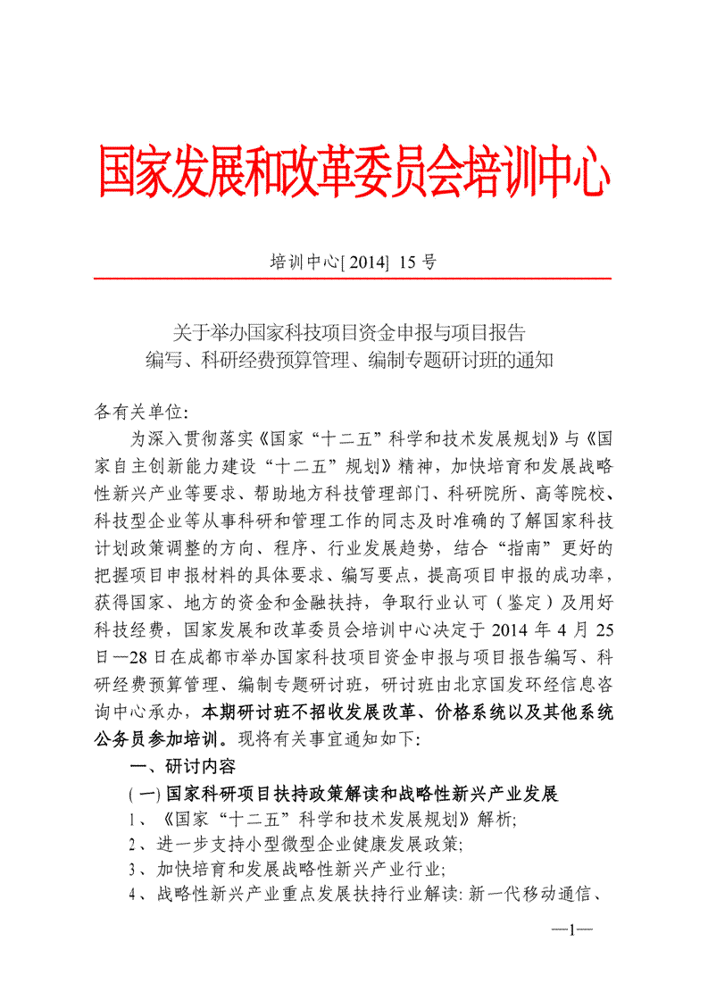 国家发展和改革委员会培训中心
培训中心[ 2014] 15 号
关于举办国家科技项目资金申报与项目报告
编写、科研经费预算管理、编制专题研讨班的通知
各有关单位:
为深入贯彻落实《国家“十二五”科学和技术发展规划》与《国
家自主创新能力建设“十二五”规划》精神，加快培育和发展战略
性新兴产业等要求、帮助地方科技管理部门、科研院所、高等院校、
科技型企业等从事科研和管理工作的同志及时准确的了解国家科技
计划政策调整的方向、程序、行业发展趋势，结合“指南”更好的
把握项目申报材料的具体要求、编写要点，提高项目申报的成功率，
获得国家、地方的资金和金融扶持，争取行业认可（鉴定）及用好
科技经费，国家发展和改革委员会培训中心决定于 2014 年 4 月 25
日—28 日在成都市举办国家科技项目资金申报与项目报告编写、科
研经费预算管理、编制专题研讨班，研讨班由北京国发环经信息咨
询中心承办，本期研讨班不招收发展改革、价格系统以及其他系统
公务员参加培训。现将有关事宜通知如下：
一、研讨内容
(一) 国家科研项目扶持政策解读和战略性新兴产业发展
1、《国家“十二五”科学和技术发展规划》解析;
2、进一步支持小型微型企业健康发展政策;
3、加快培育和发展战略性新兴产业行业;
4、战略性新兴产业重点发展扶持行业解读: 新一代移动通信、
—1—